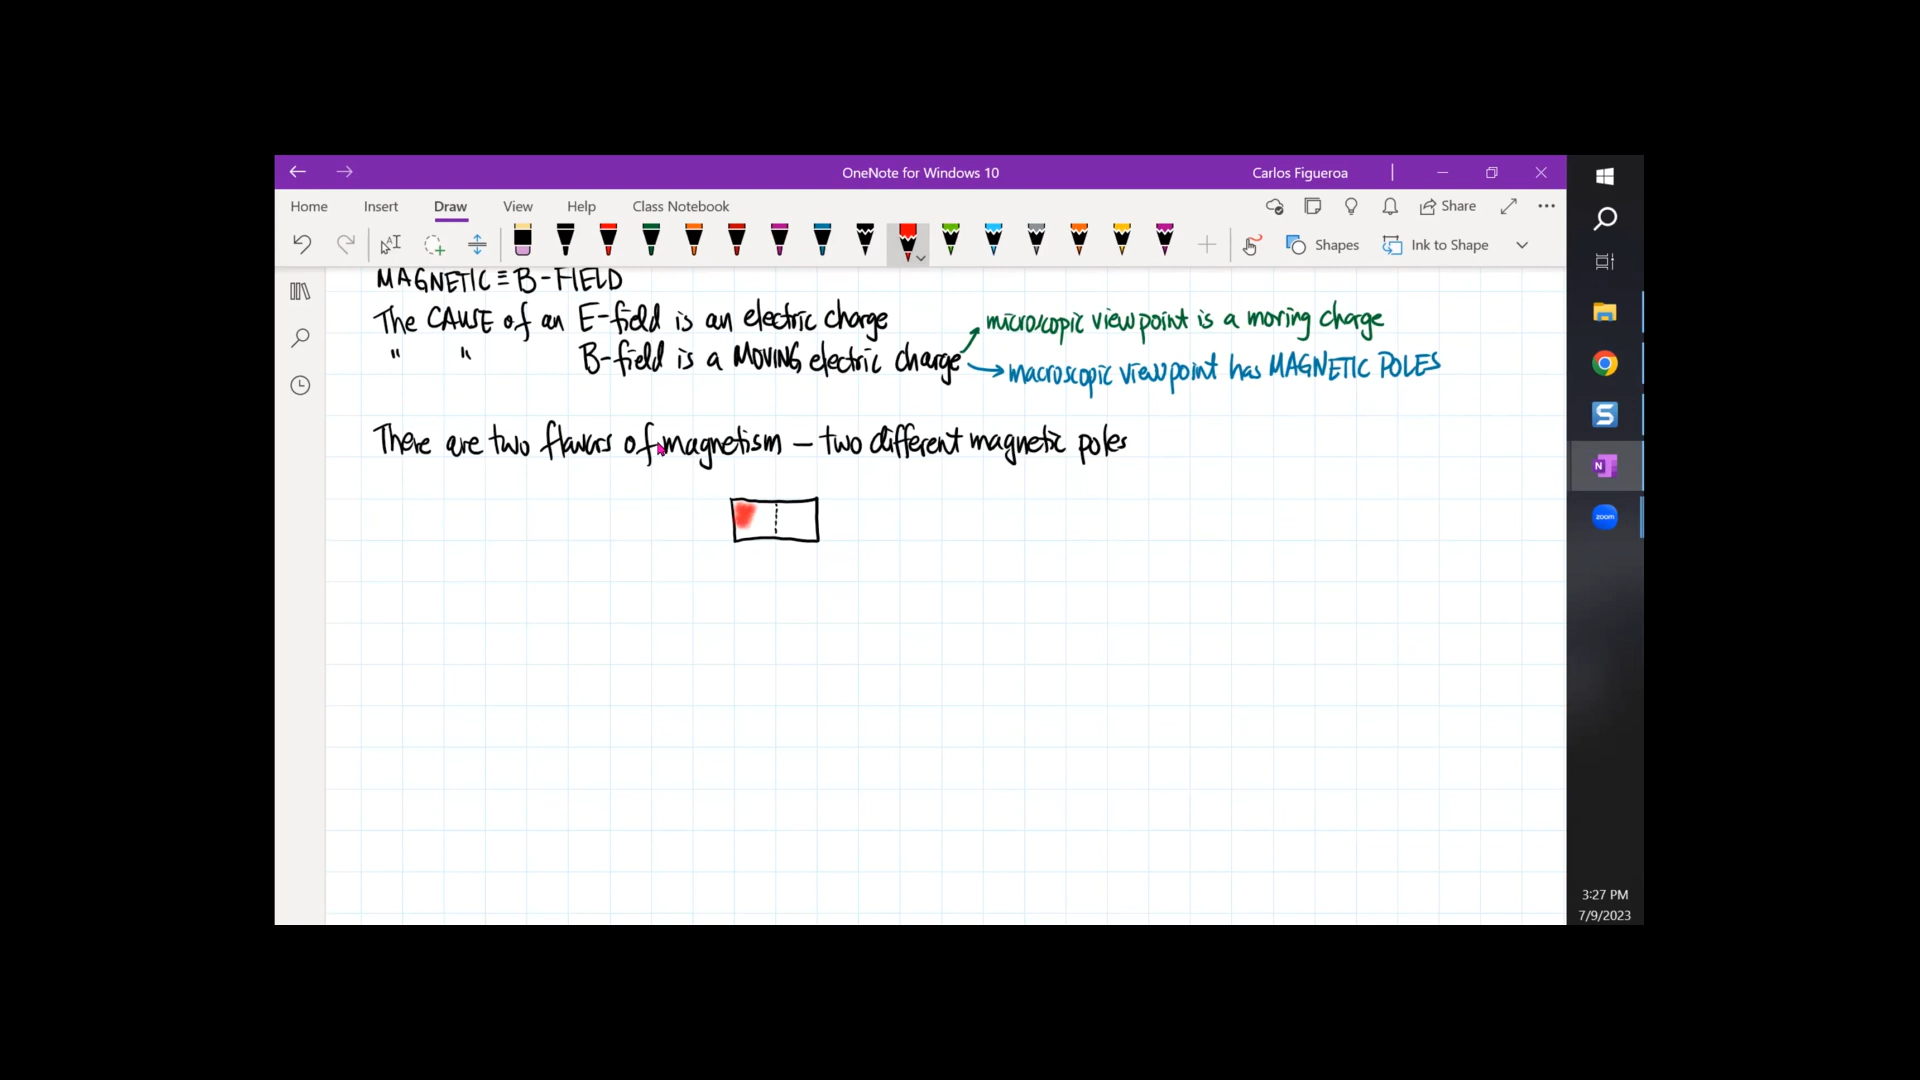 OneNote for Windows 10
Carlos Figueroa
Home Insert Draw View Help Class Notebook Share
Shapes Ink to Shape
MAGNETIC ≡ B-FIELD
The CAUSE of an E-field is an electric charge
" " B-field is a MOVING electric charge
microscopic viewpoint is a moving charge
macroscopic viewpoint has MAGNETIC POLES
There are two flavors of magnetism – two different magnetic poles
zoom
3:27 PM
7/9/2023